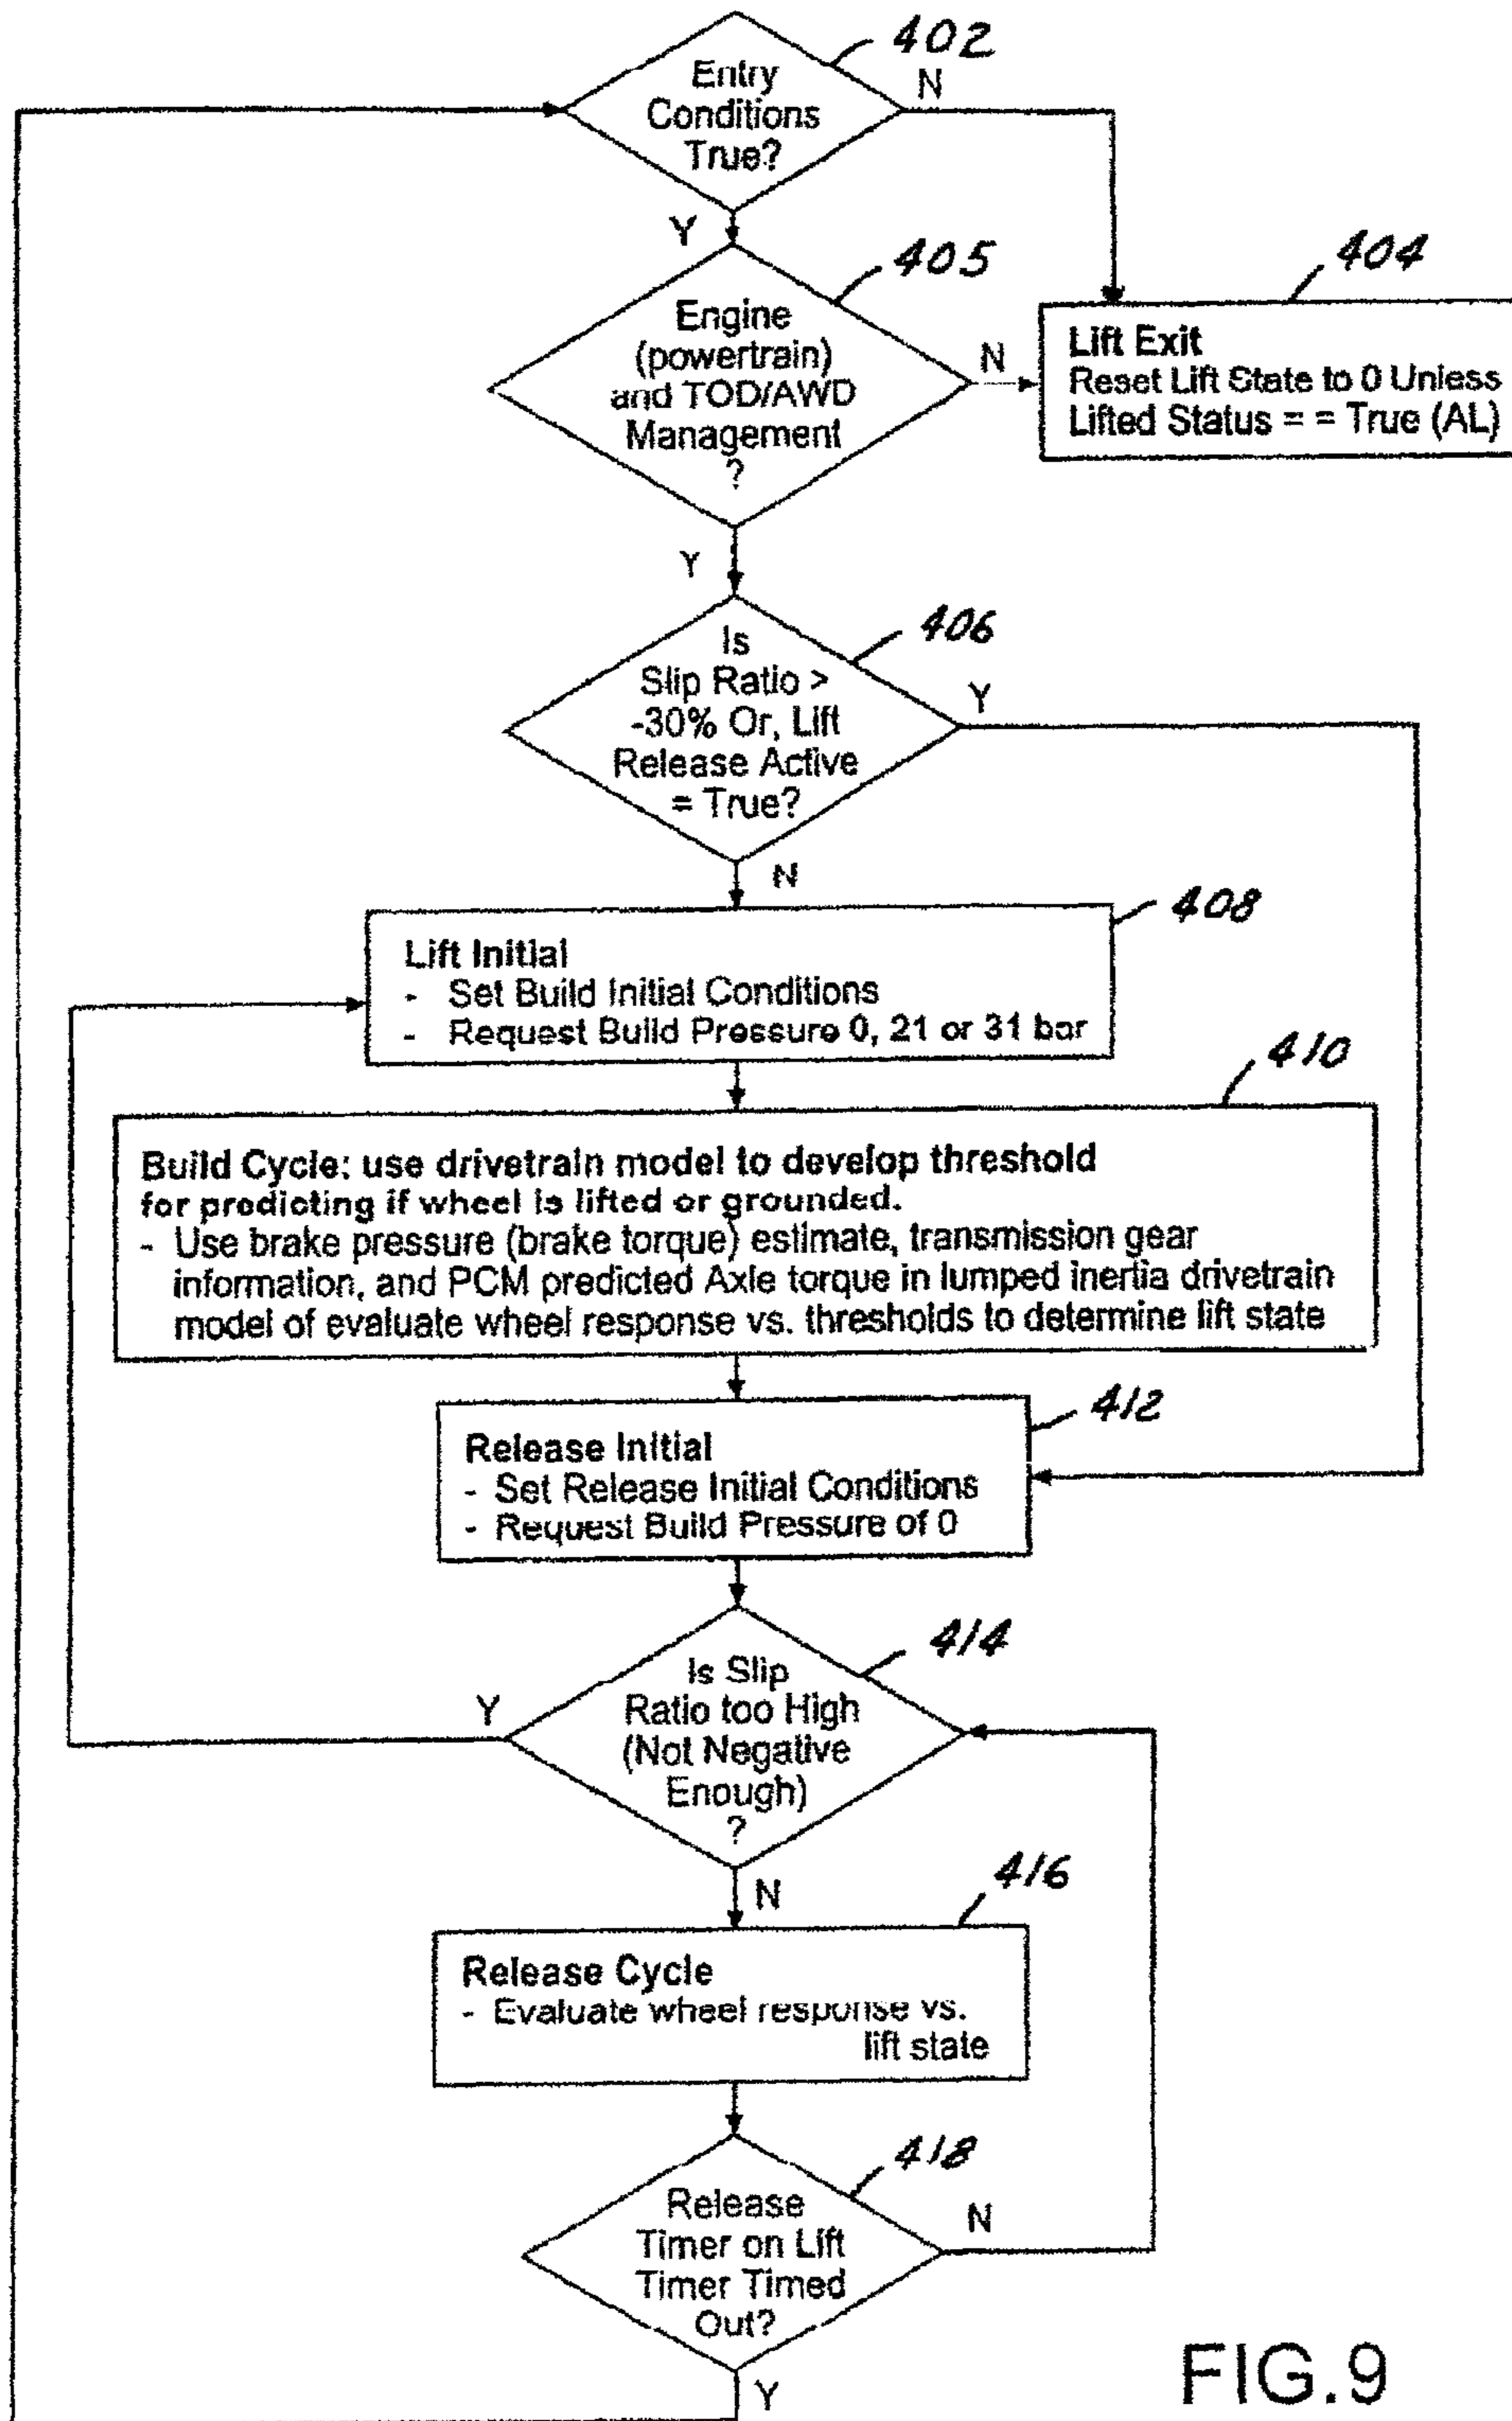 402
Entry
Conditions
True?
N
Y
405
404
Engine
(powertrain)
and TOD/AWD
Management
?
N
Lift Exit
Reset Lift State to 0 Unless
Lifted Status = = True (AL)
Y
406
Is
Slip Ratio >
-30% Or, Lift
Release Active
= True?
Y
N
408
Lift Initial
- Set Build Initial Conditions
- Request Build Pressure 0, 21 or 31 bar
410
Build Cycle: use drivetrain model to develop threshold
for predicting if wheel is lifted or grounded.
- Use brake pressure (brake torque) estimate, transmission gear
information, and PCM predicted Axle torque in lumped inertia drivetrain
model of evaluate wheel response vs. thresholds to determine lift state
412
Release Initial
- Set Release Initial Conditions
- Request Build Pressure of 0
414
Is Slip
Ratio too High
(Not Negative
Enough)
?
Y
N
416
Release Cycle
- Evaluate wheel response vs.
lift state
418
Release
Timer on Lift
Timer Timed
Out?
N
Y
FIG.9